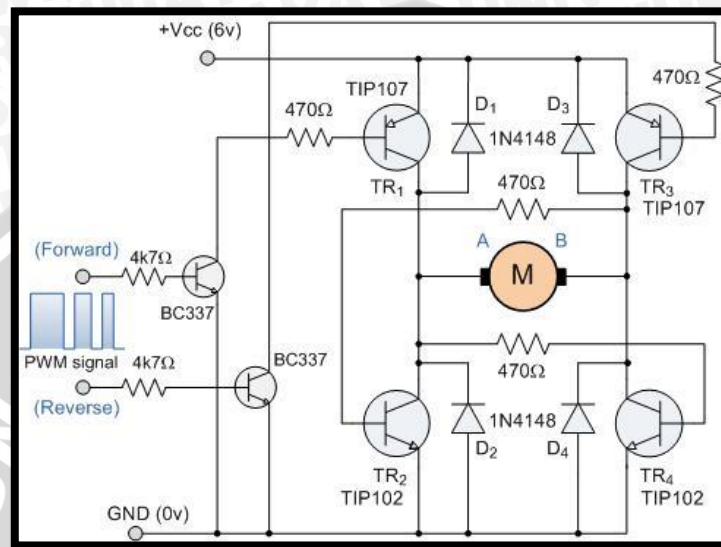 +Vcc (6v)
TIP107
D1
D3
470Ω
470Ω
1N4148
TR1
470Ω
TR3
TIP107
(Forward)
4k7Ω
A
B
M
BC337
PWM signal
4k7Ω
BC337
(Reverse)
470Ω
1N4148
D2
D4
TR2
TIP102
TR4
TIP102
GND (0v)